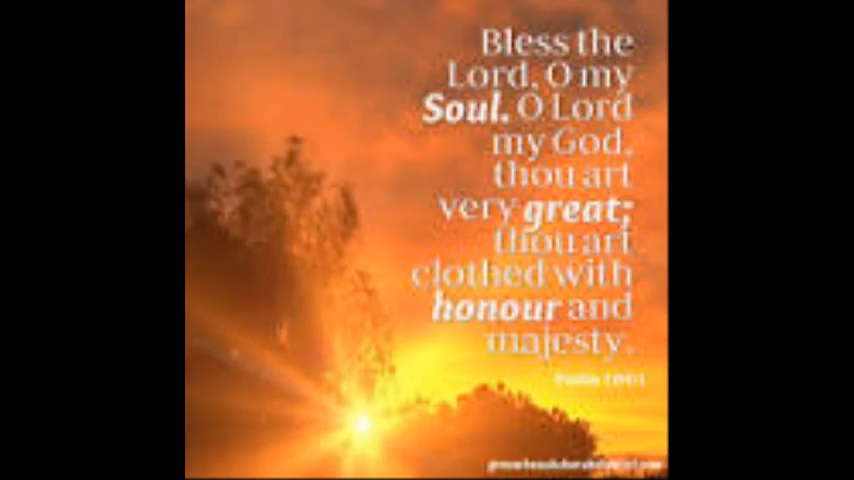 Bless the
Lord, O my
Soul. O Lord
my God,
thou art
very great;
thou art
clothed with
honour and
majesty.